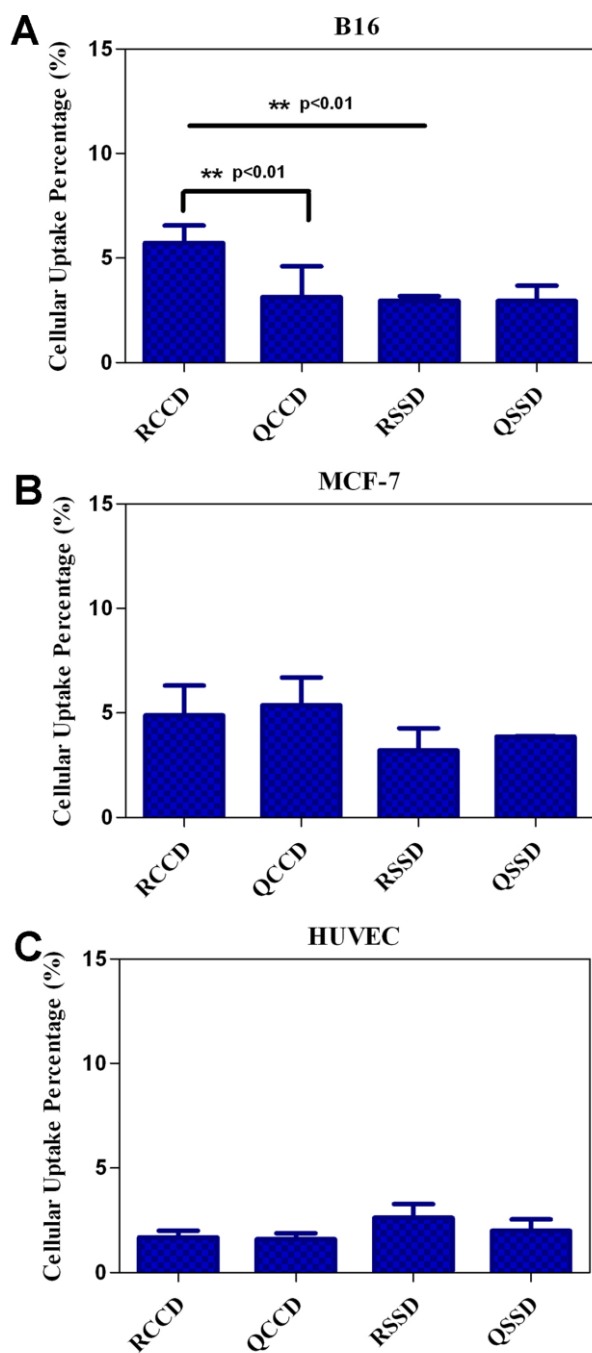 A
B16
Cellular Uptake Percentage (%)
15
10
5
0
** p<0.01
** p<0.01
RCCD
QCCD
RSSD
QSSD
B
MCF-7
Cellular Uptake Percentage (%)
15
10
5
0
RCCD
QCCD
RSSD
QSSD
C
HUVEC
Cellular Uptake Percentage (%)
15
10
5
0
RCCD
QCCD
RSSD
QSSD